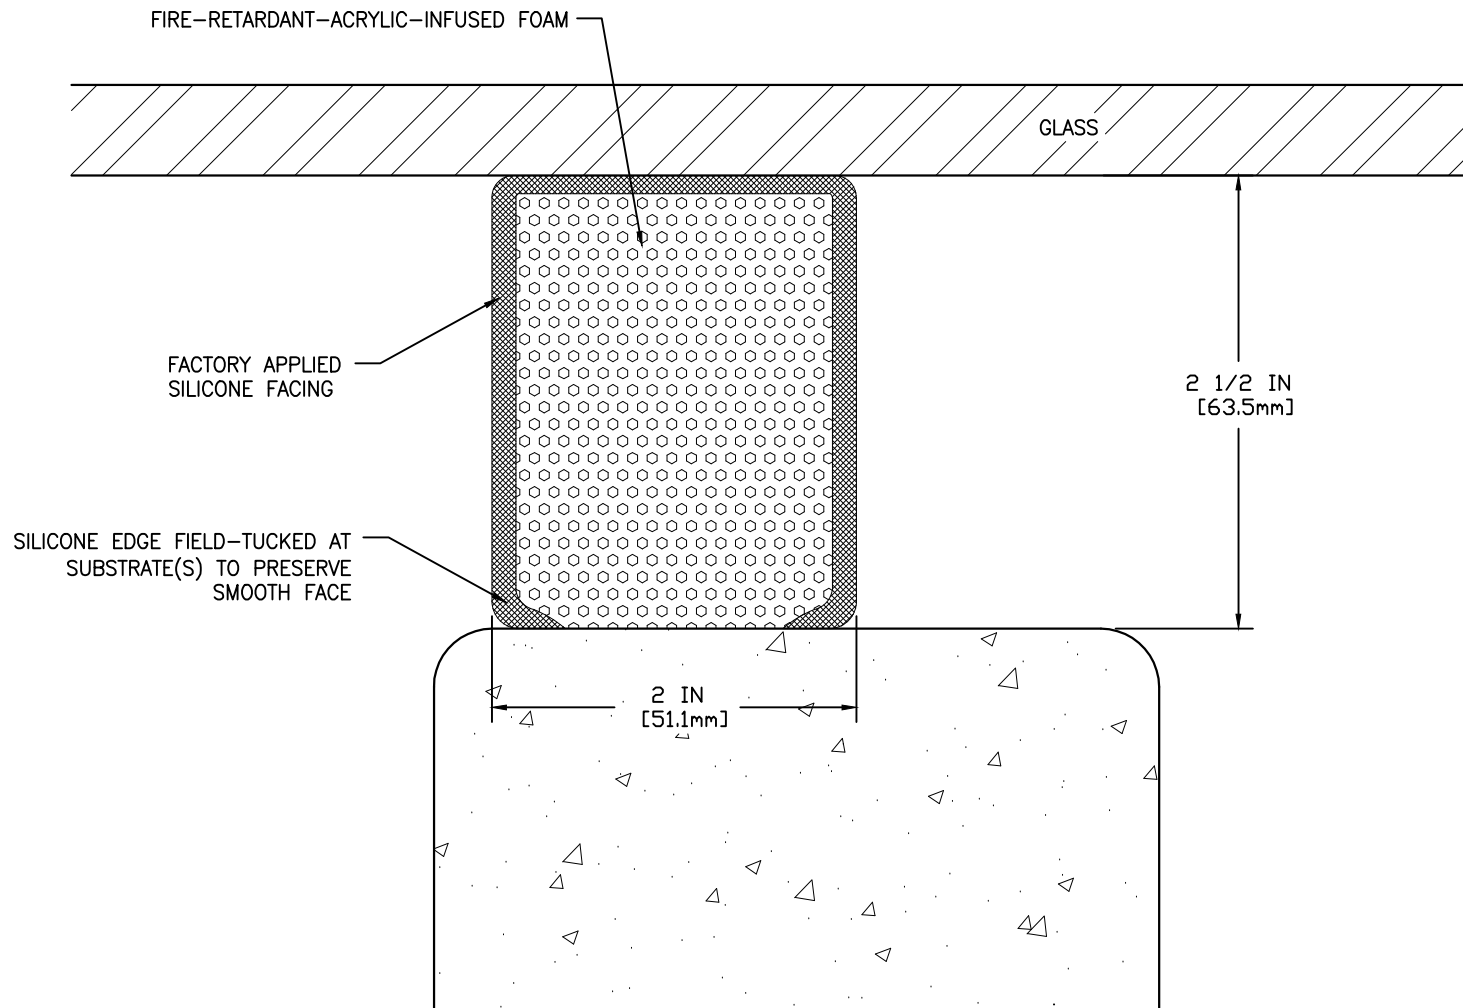 FIRE-RETARDANT-ACRYLIC-INFUSED FOAM
GLASS
FACTORY APPLIED
SILICONE FACING
2 1/2 IN
[63.5mm]
SILICONE EDGE FIELD-TUCKED AT
SUBSTRATE(S) TO PRESERVE
SMOOTH FACE
2 IN
[51.1mm]